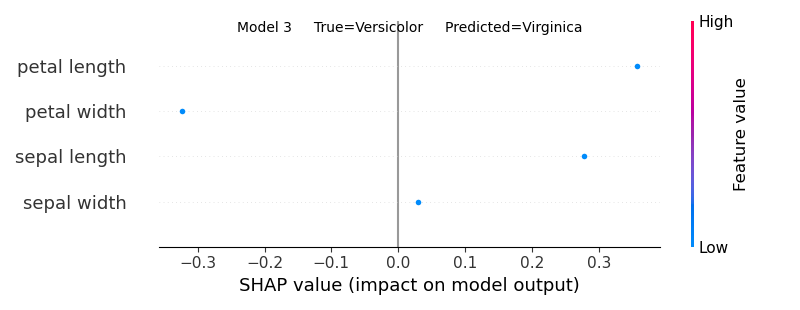 Model 3 True=Versicolor Predicted=Virginica
High
petal length
petal width
sepal length
sepal width
Feature value
Low
−0.3 −0.2 −0.1 0.0 0.1 0.2 0.3
SHAP value (impact on model output)